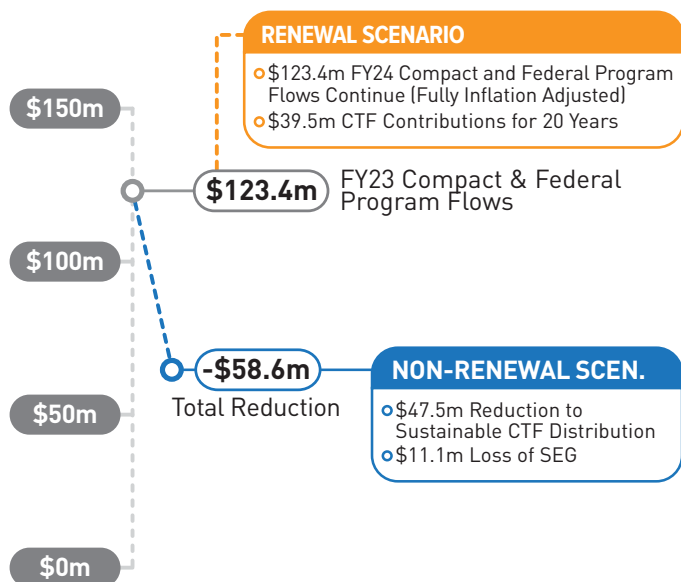 RENEWAL SCENARIO
$123.4m FY24 Compact and Federal Program
Flows Continue (Fully Inflation Adjusted)
$39.5m CTF Contributions for 20 Years
$150m
$123.4m
FY23 Compact & Federal
Program Flows
$100m
-$58.6m
Total Reduction
NON-RENEWAL SCEN.
$47.5m Reduction to
Sustainable CTF Distribution
$11.1m Loss of SEG
$50m
$0m